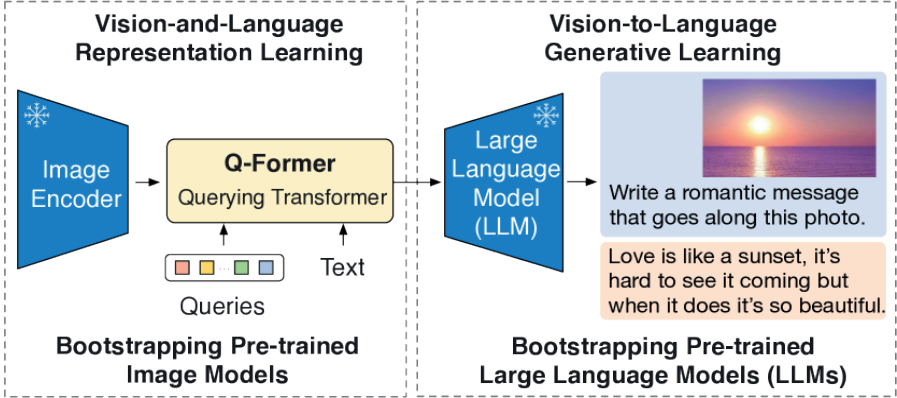 Vision-and-Language
Representation Learning
Vision-to-Language
Generative Learning
Image
Encoder
Q-Former
Querying Transformer
Queries
Text
Large
Language
Model
(LLM)
Write a romantic message
that goes along this photo.
Love is like a sunset, it's
hard to see it coming but
when it does it's so beautiful.
Bootstrapping Pre-trained
Image Models
Bootstrapping Pre-trained
Large Language Models (LLMs)